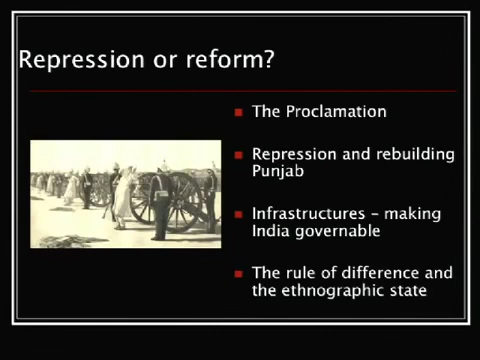 Repression or reform?
The Proclamation
Repression and rebuilding
Punjab
Infrastructures – making
India governable
The rule of difference and
the ethnographic state